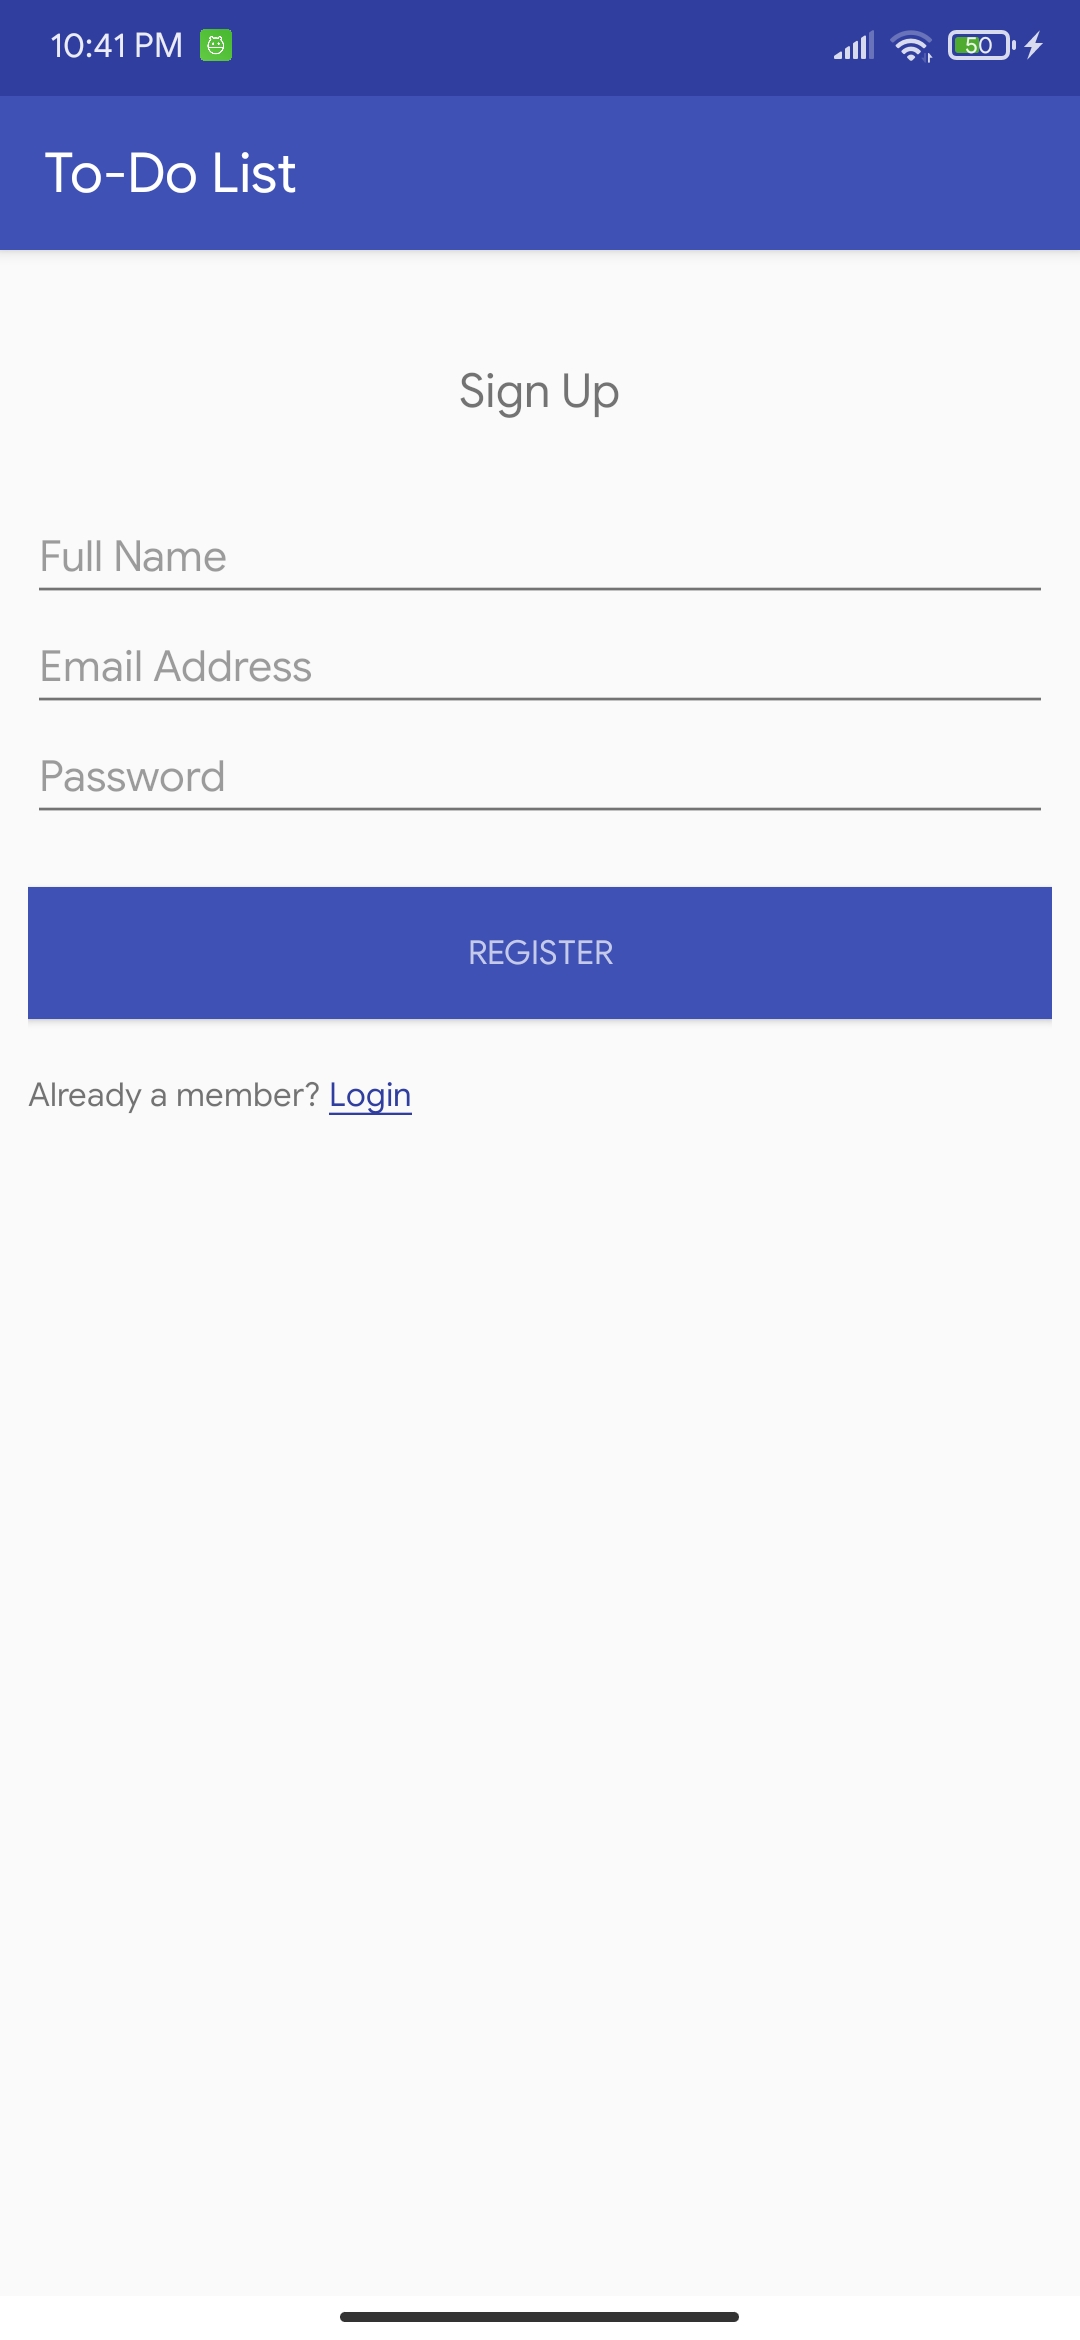 10:41 PM 50
To-Do List
Sign Up
Full Name
Email Address
Password
REGISTER
Already a member? Login